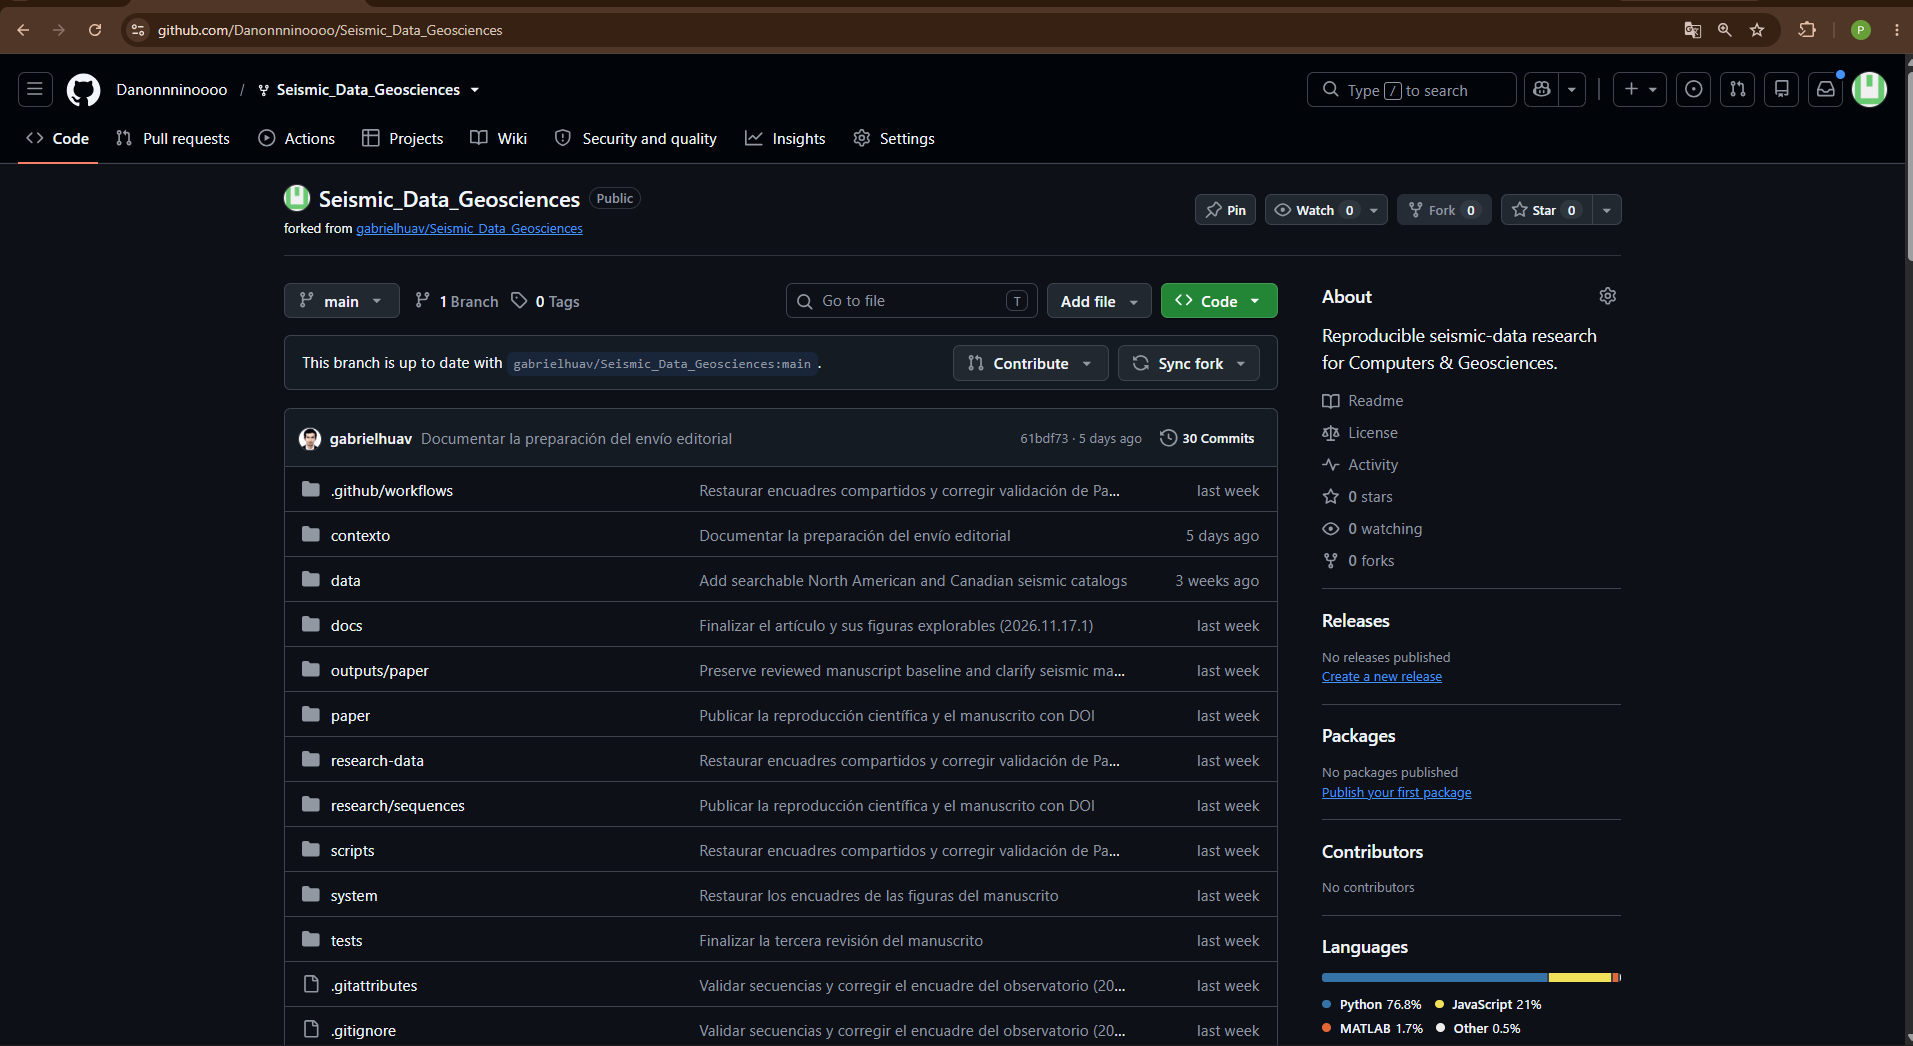 github.com/Danonnninoooo/Seismic_Data_Geosciences
P
Danonnninoooo / Seismic_Data_Geosciences
Type / to search
Code Pull requests Actions Projects Wiki Security and quality Insights Settings
Seismic_Data_Geosciences Public
Pin Watch 0 Fork 0 Star 0
forked from gabrielhuav/Seismic_Data_Geosciences
main 1 Branch 0 Tags Go to file T Add file Code
This branch is up to date with gabrielhuav/Seismic_Data_Geosciences:main . Contribute Sync fork
gabrielhuav Documentar la preparación del envío editorial 61bdf73 · 5 days ago 30 Commits
.github/workflows Restaurar encuadres compartidos y corregir validación de Pa... last week
contexto Documentar la preparación del envío editorial 5 days ago
data Add searchable North American and Canadian seismic catalogs 3 weeks ago
docs Finalizar el artículo y sus figuras explorables (2026.11.17.1) last week
outputs/paper Preserve reviewed manuscript baseline and clarify seismic ma... last week
paper Publicar la reproducción científica y el manuscrito con DOI last week
research-data Restaurar encuadres compartidos y corregir validación de Pa... last week
research/sequences Publicar la reproducción científica y el manuscrito con DOI last week
scripts Restaurar encuadres compartidos y corregir validación de Pa... last week
system Restaurar los encuadres de las figuras del manuscrito last week
tests Finalizar la tercera revisión del manuscrito last week
.gitattributes Validar secuencias y corregir el encuadre del observatorio (20... last week
.gitignore Validar secuencias y corregir el encuadre del observatorio (20... last week
About
Reproducible seismic-data research
for Computers & Geosciences.
Readme
License
Activity
0 stars
0 watching
0 forks
Releases
No releases published
Create a new release
Packages
No packages published
Publish your first package
Contributors
No contributors
Languages
Python 76.8% JavaScript 21%
MATLAB 1.7% Other 0.5%